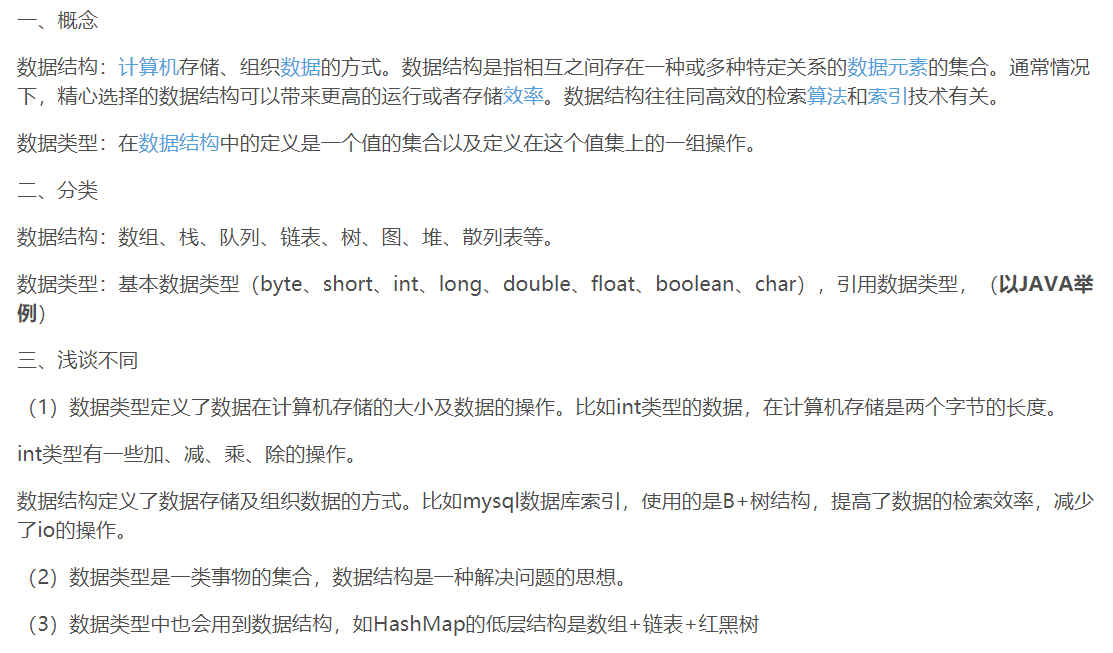 一、概念
数据结构：计算机存储、组织数据的方式。数据结构是指相互之间存在一种或多种特定关系的数据元素的集合。通常情况
下，精心选择的数据结构可以带来更高的运行或者存储效率。数据结构往往同高效的检索算法和索引技术有关。
数据类型：在数据结构中的定义是一个值的集合以及定义在这个值集上的一组操作。
二、分类
数据结构：数组、栈、队列、链表、树、图、堆、散列表等。
数据类型：基本数据类型（byte、short、int、long、double、float、boolean、char），引用数据类型，（以JAVA举
例）
三、浅谈不同
（1）数据类型定义了数据在计算机存储的大小及数据的操作。比如int类型的数据，在计算机存储是两个字节的长度。
int类型有一些加、减、乘、除的操作。
数据结构定义了数据存储及组织数据的方式。比如mysql数据库索引，使用的是B+树结构，提高了数据的检索效率，减少
了io的操作。
（2）数据类型是一类事物的集合，数据结构是一种解决问题的思想。
（3）数据类型中也会用到数据结构，如HashMap的低层结构是数组+链表+红黑树